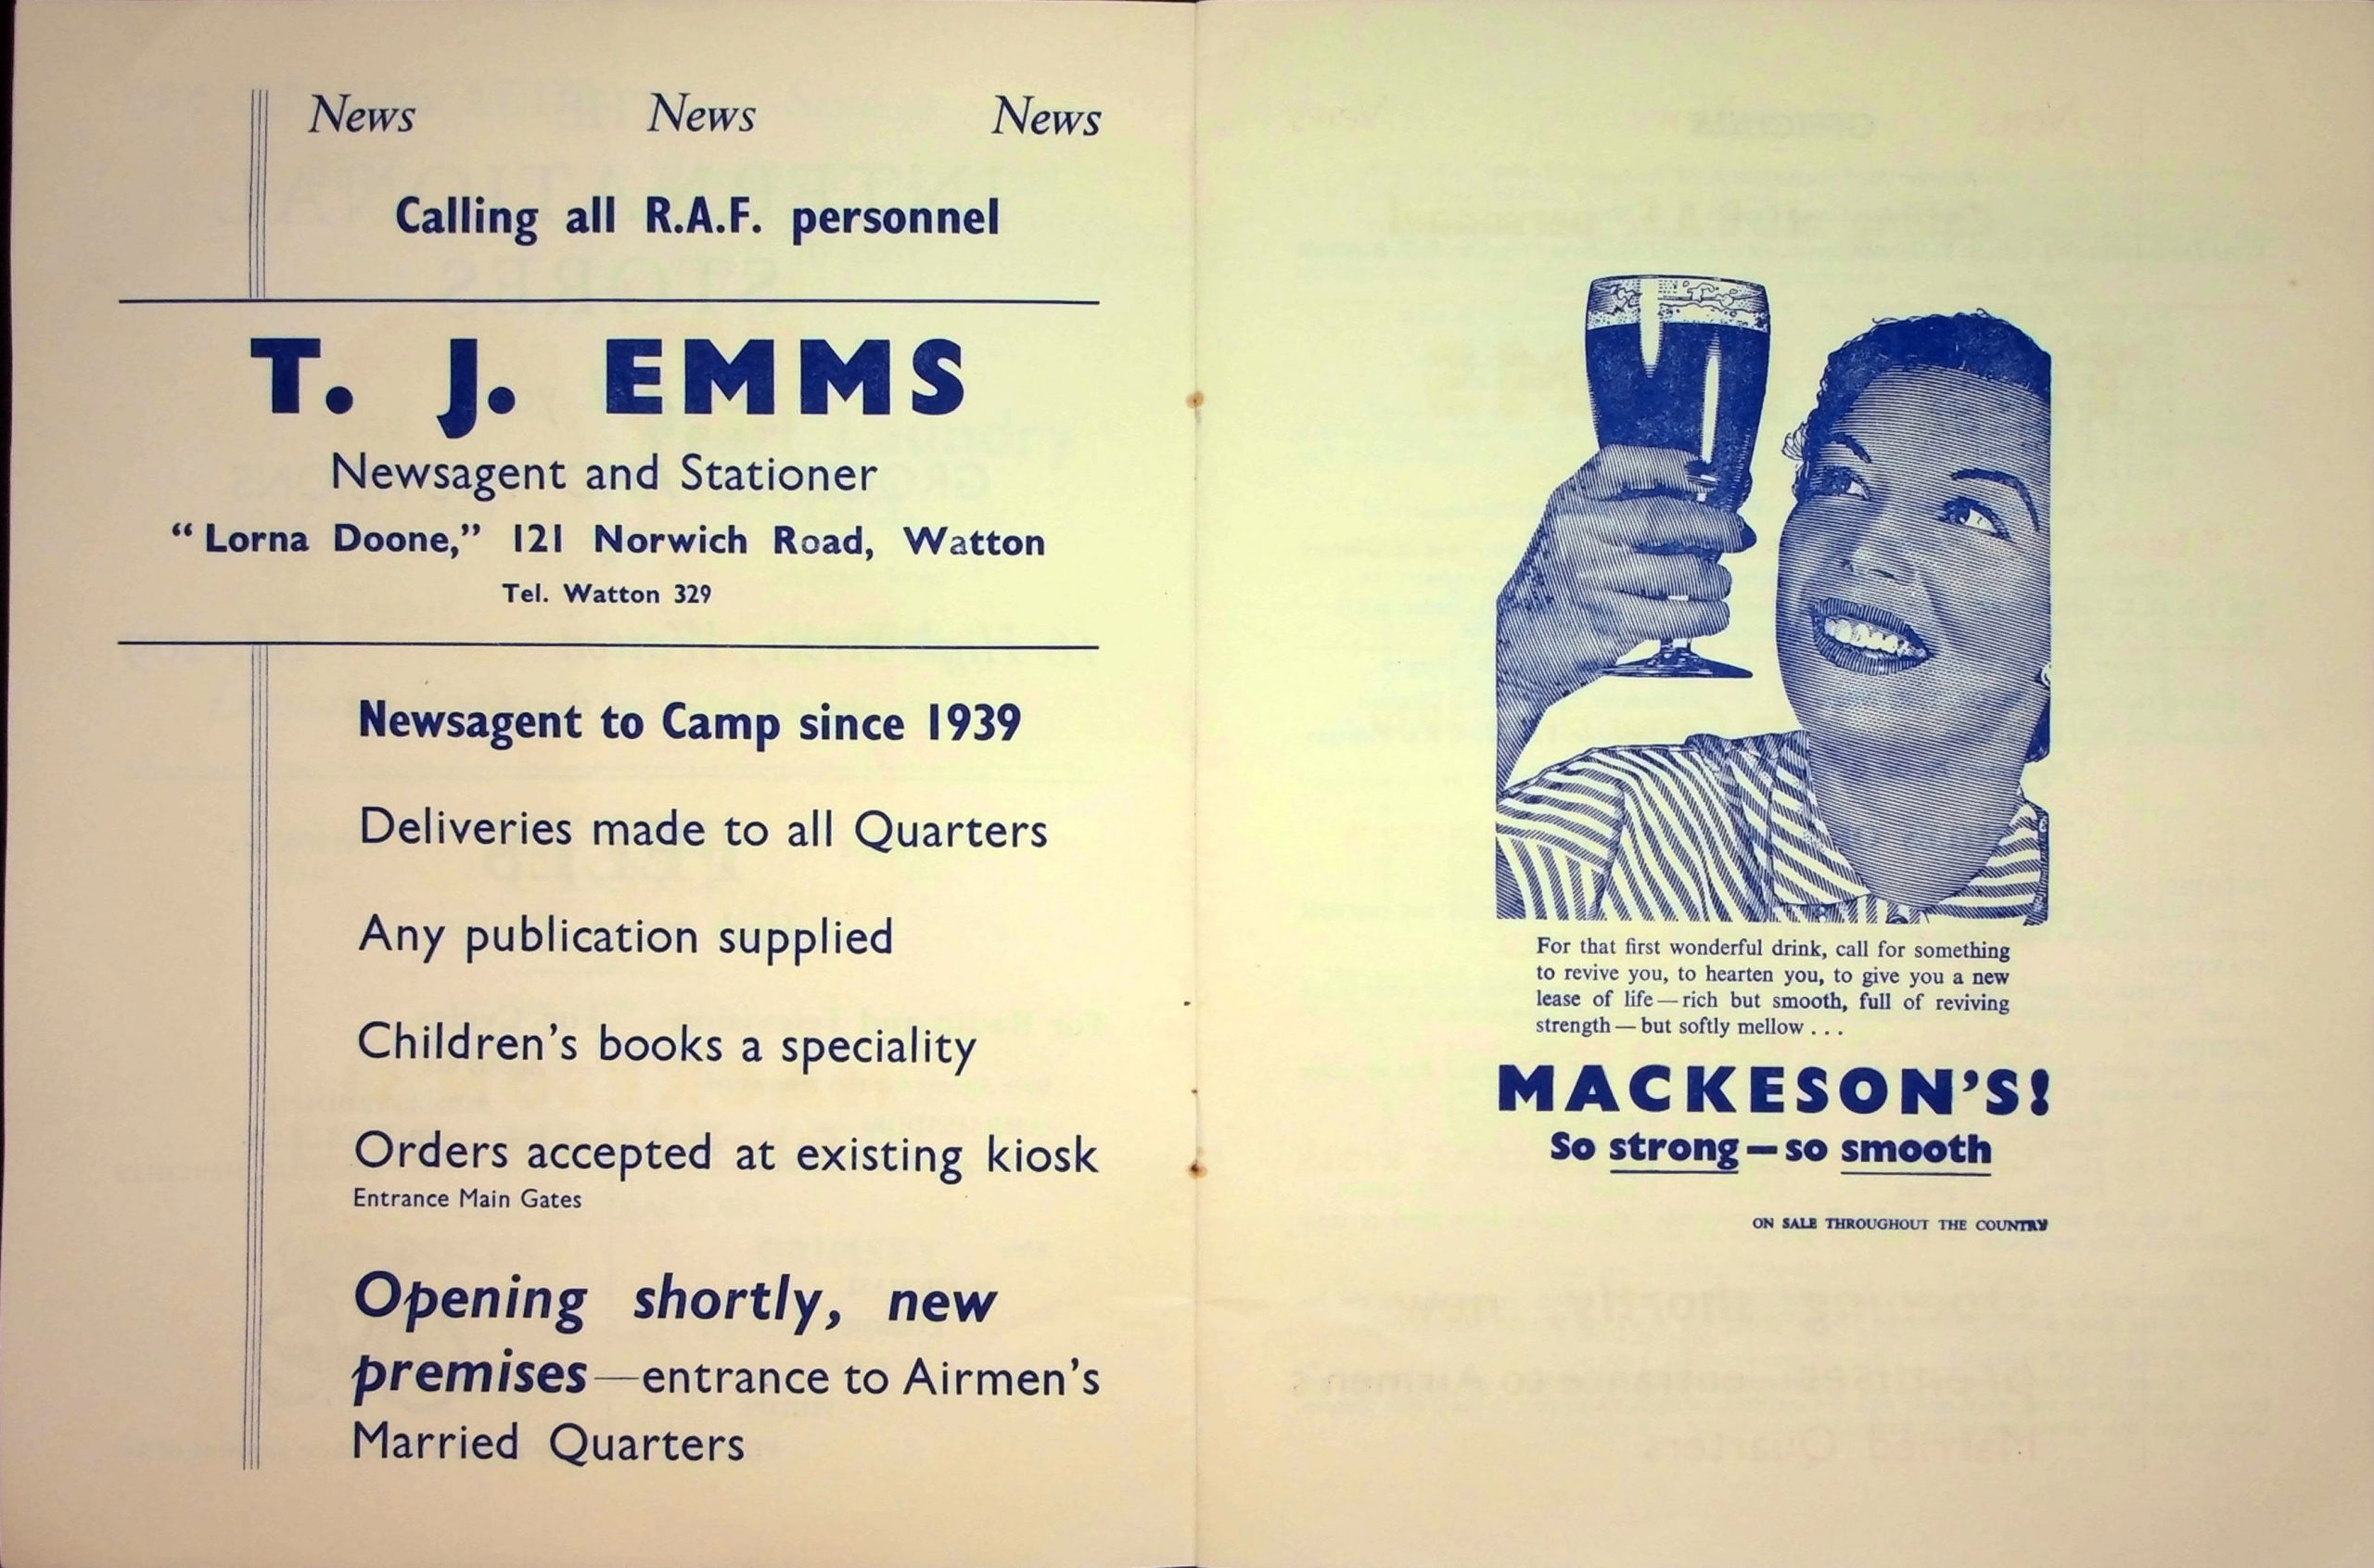 News News News
Calling all R.A.F. personnel
T. J. EMMS
Newsagent and Stationer
“Lorna Doone,” 121 Norwich Road, Watton
Tel. Watton 329
Newsagent to Camp since 1939
Deliveries made to all Quarters
Any publication supplied
Children’s books a speciality
Orders accepted at existing kiosk
Entrance Main Gates
Opening shortly, new
premises—entrance to Airmen’s
Married Quarters
For that first wonderful drink, call for something
to revive you, to hearten you, to give you a new
lease of life—rich but smooth, full of reviving
strength—but softly mellow . . .
MACKESON’S!
So strong—so smooth
ON SALE THROUGHOUT THE COUNTRY